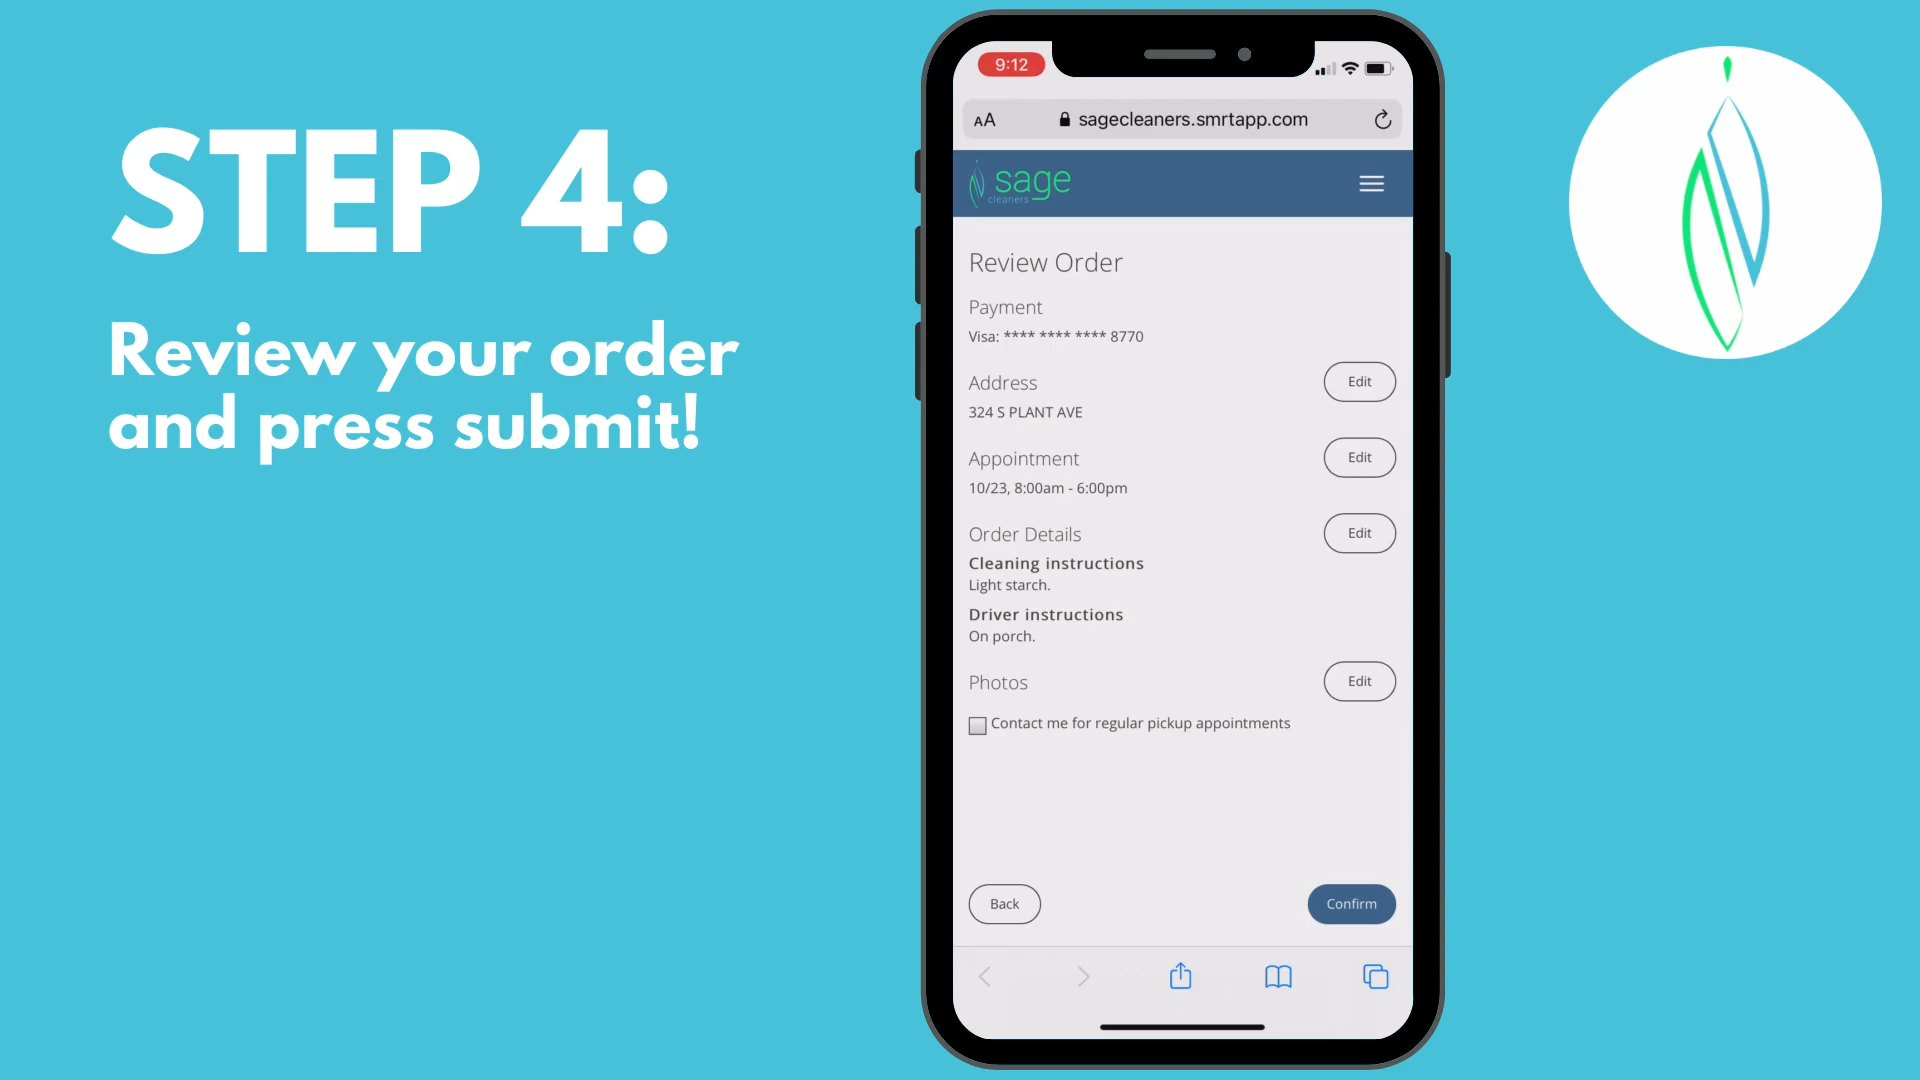 STEP 4:
Review your order
and press submit!
9:12
AA sagecleaners.smrtapp.com
sage
cleaners
Review Order
Payment
Visa: **** **** **** 8770
Address Edit
324 S PLANT AVE
Appointment Edit
10/23, 8:00am - 6:00pm
Order Details Edit
Cleaning instructions
Light starch.
Driver instructions
On porch.
Photos Edit
Contact me for regular pickup appointments
Back Confirm